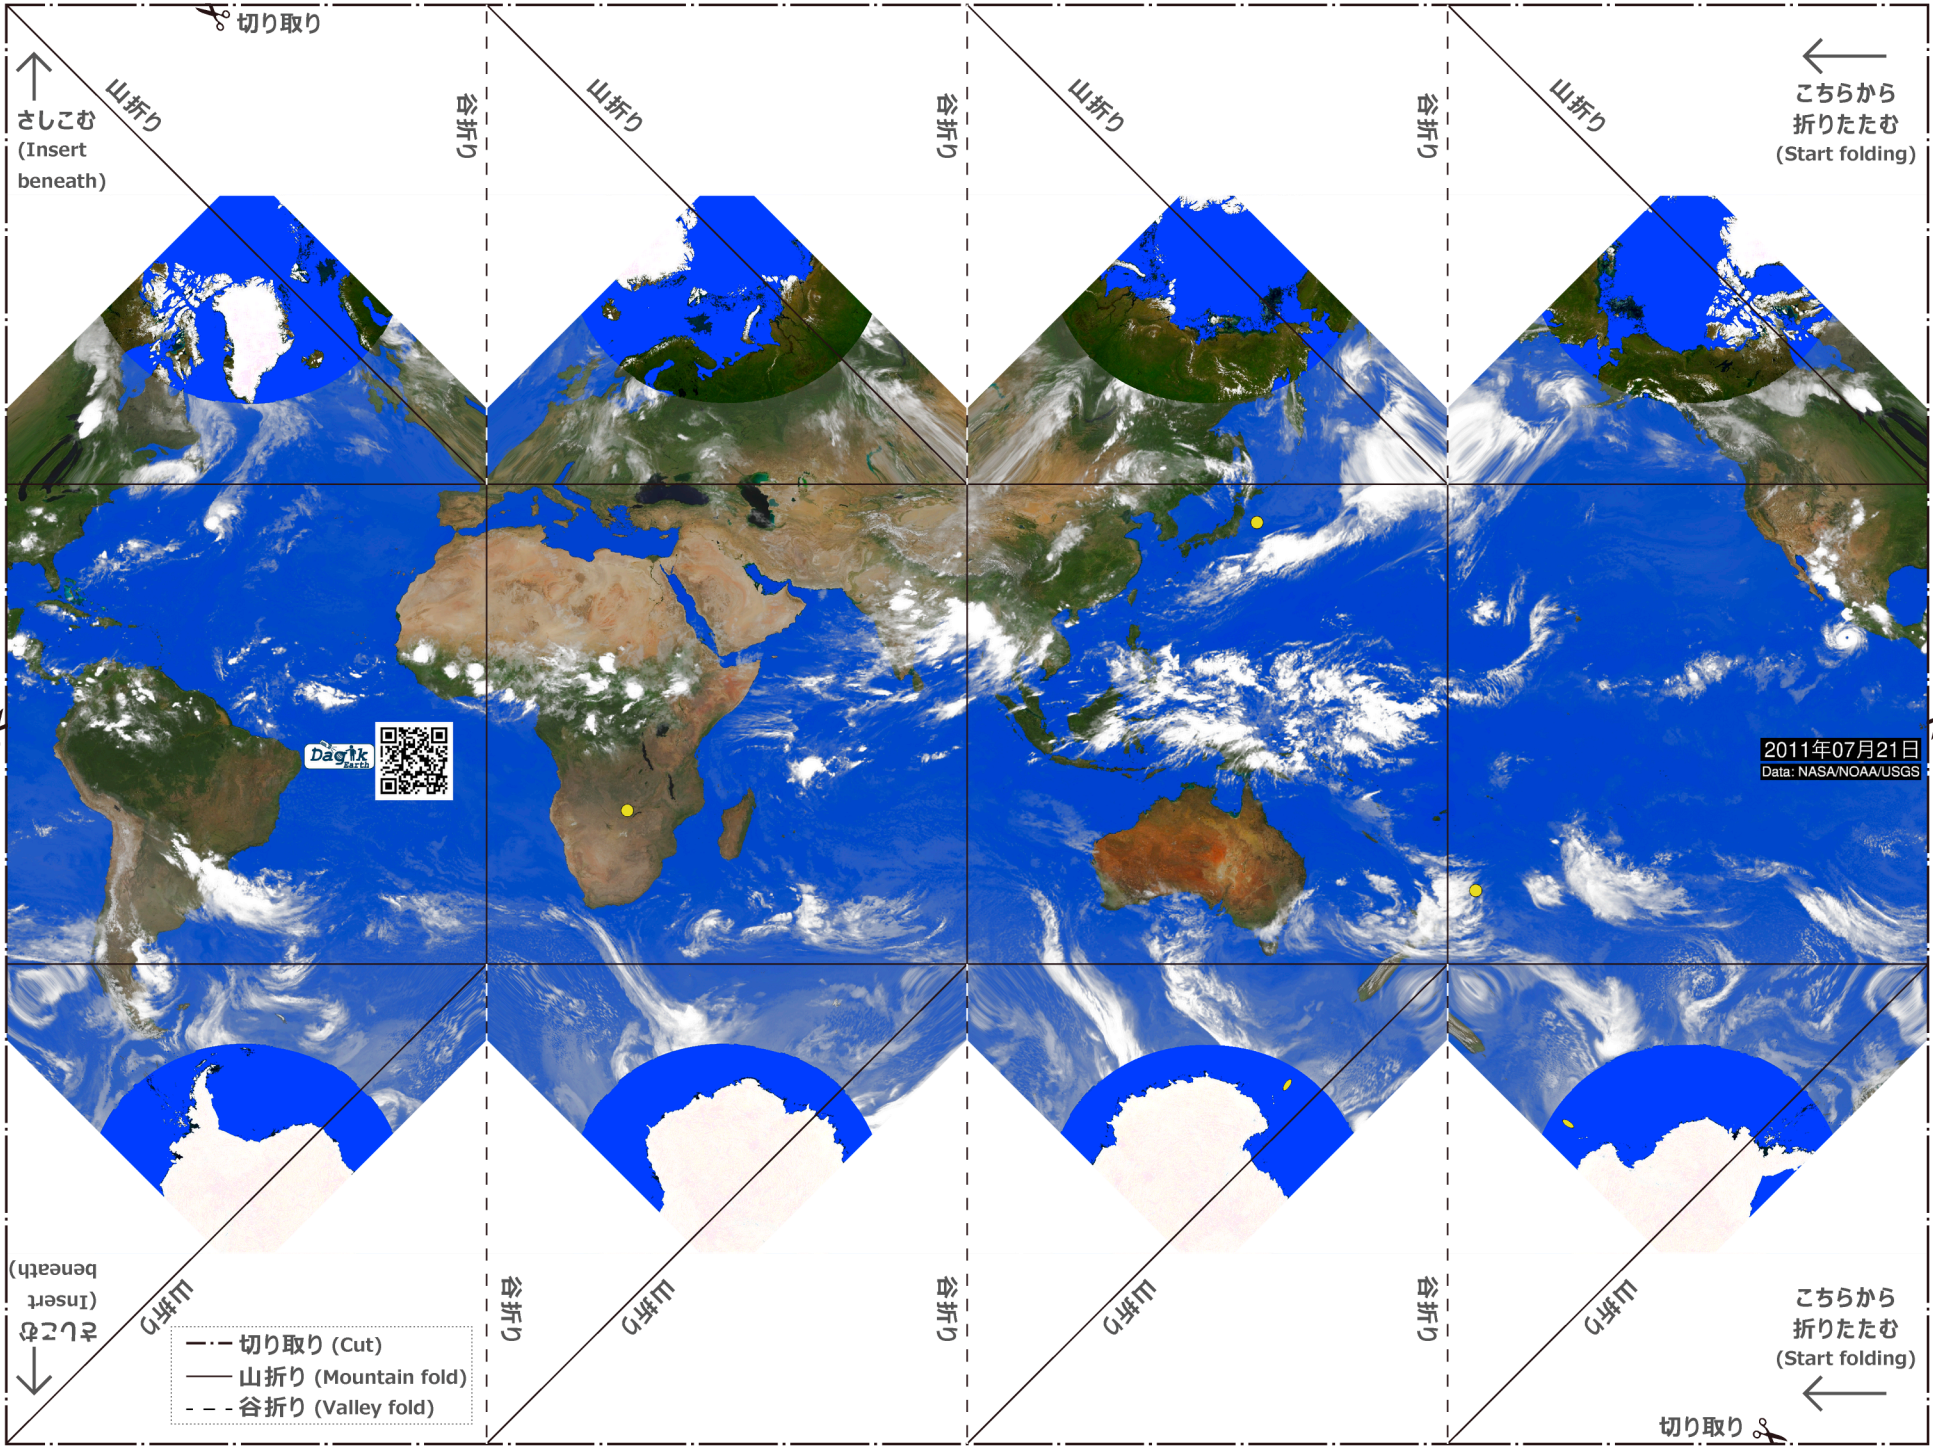 切り取り
山折り
谷折り
山折り
谷折り
山折り
谷折り
山折り
さしこむ
(Insert
beneath)
こちらから
折りたたむ
(Start folding)
Dagik
Earth
2011年07月21日
Data: NASA/NOAA/USGS
さしこむ
(Insert
beneath)
山折り
谷折り
山折り
谷折り
山折り
谷折り
山折り
こちらから
折りたたむ
(Start folding)
切り取り (Cut)
山折り (Mountain fold)
谷折り (Valley fold)
切り取り